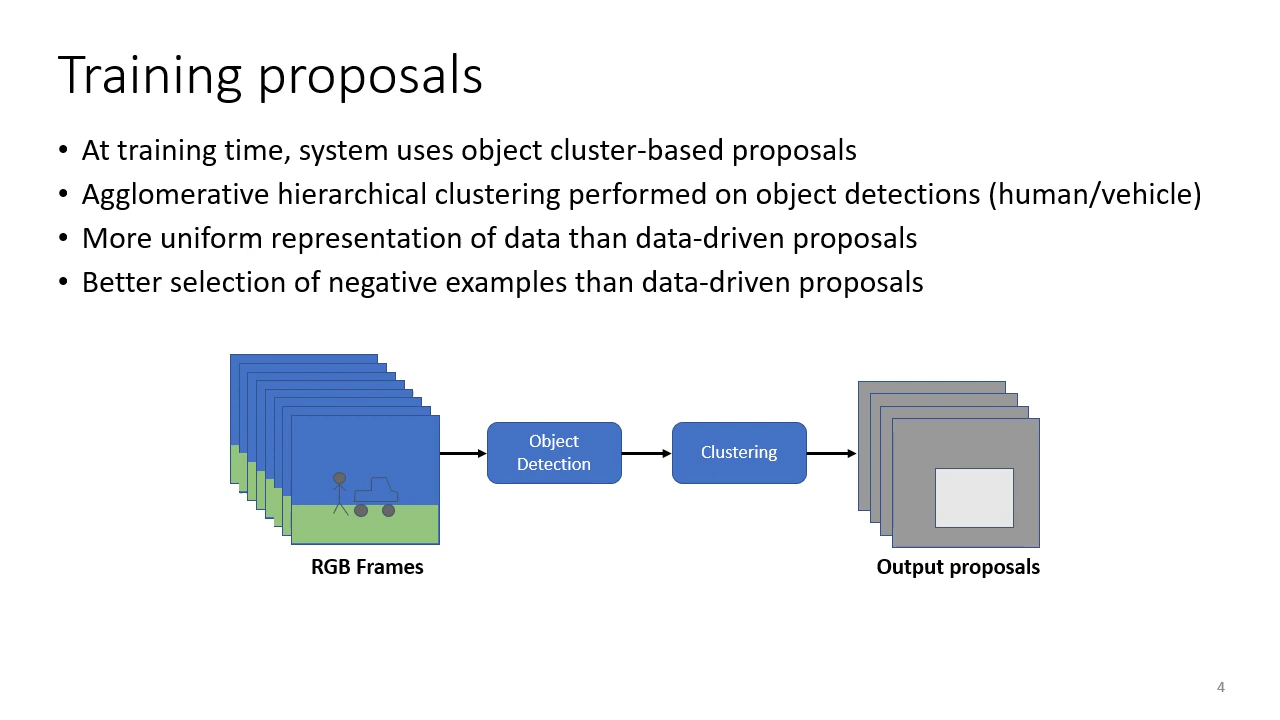 Training proposals
• At training time, system uses object cluster-based proposals
• Agglomerative hierarchical clustering performed on object detections (human/vehicle)
• More uniform representation of data than data-driven proposals
• Better selection of negative examples than data-driven proposals
Object
Detection
Clustering
RGB Frames
Output proposals
4